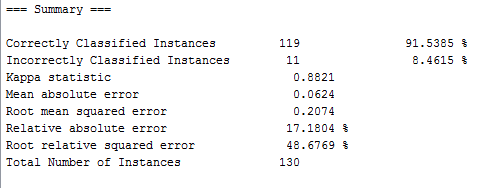 === Summary ===
Correctly Classified Instances 119 91.5385 %
Incorrectly Classified Instances 11 8.4615 %
Kappa statistic 0.8821
Mean absolute error 0.0624
Root mean squared error 0.2074
Relative absolute error 17.1804 %
Root relative squared error 48.6769 %
Total Number of Instances 130